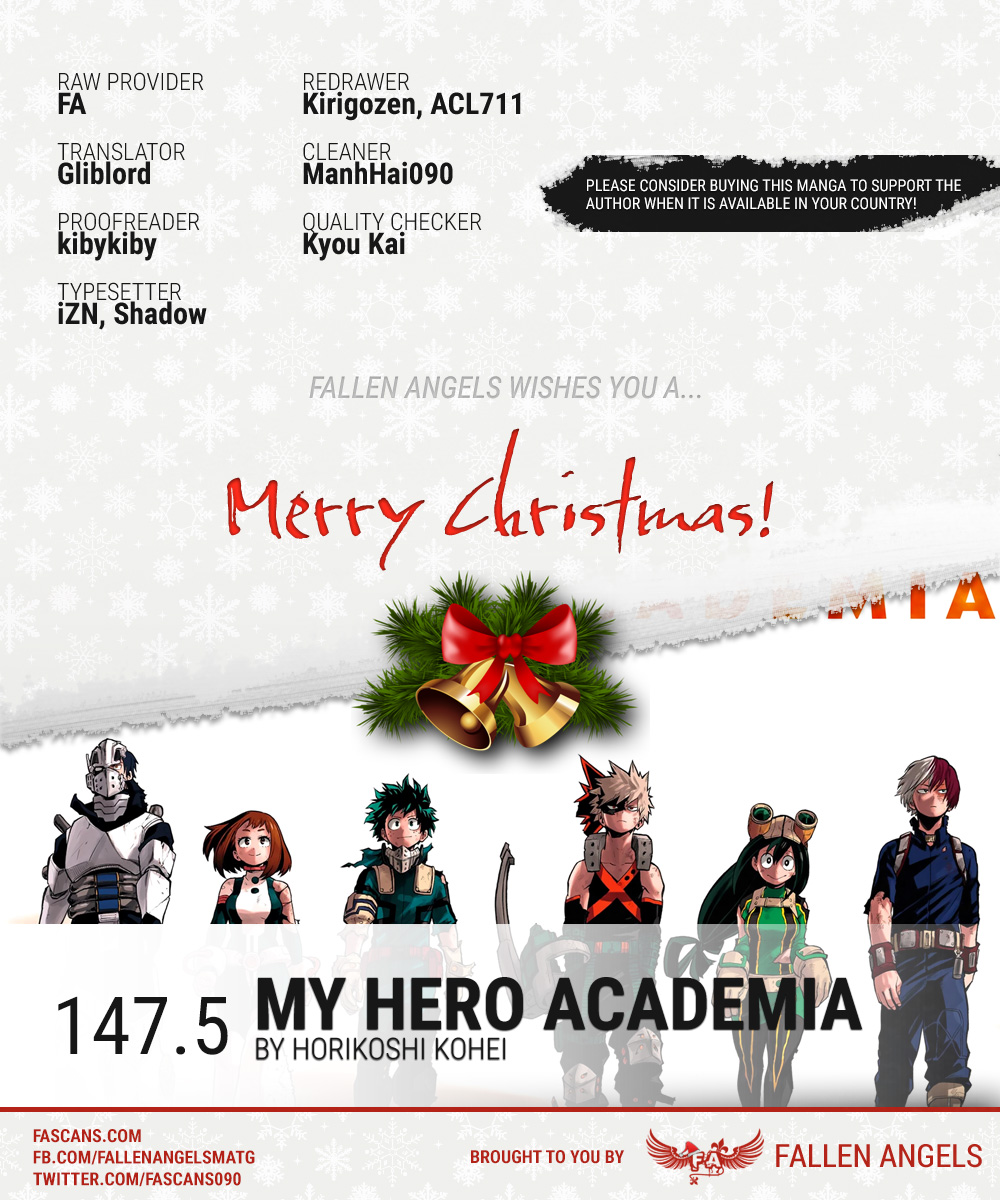 RAW PROVIDER
FA
TRANSLATOR
Gliblord
PROOFREADER
kibykiby
TYPESETTER
iZN, Shadow
REDRAWER
Kirigozen, ACL711
CLEANER
ManhHai090
QUALITY CHECKER
Kyou Kai
PLEASE CONSIDER BUYING THIS MANGA TO SUPPORT THE
AUTHOR WHEN IT IS AVAILABLE IN YOUR COUNTRY!
FALLEN ANGELS WISHES YOU A...
Merry Christmas!
ADEMIA
147.5
MY HERO ACADEMIA
BY HORIKOSHI KOHEI
FASCANS.COM
FB.COM/FALLENANGELSMATG
TWITTER.COM/FASCANS090
BROUGHT TO YOU BY
FA
FALLEN ANGELS